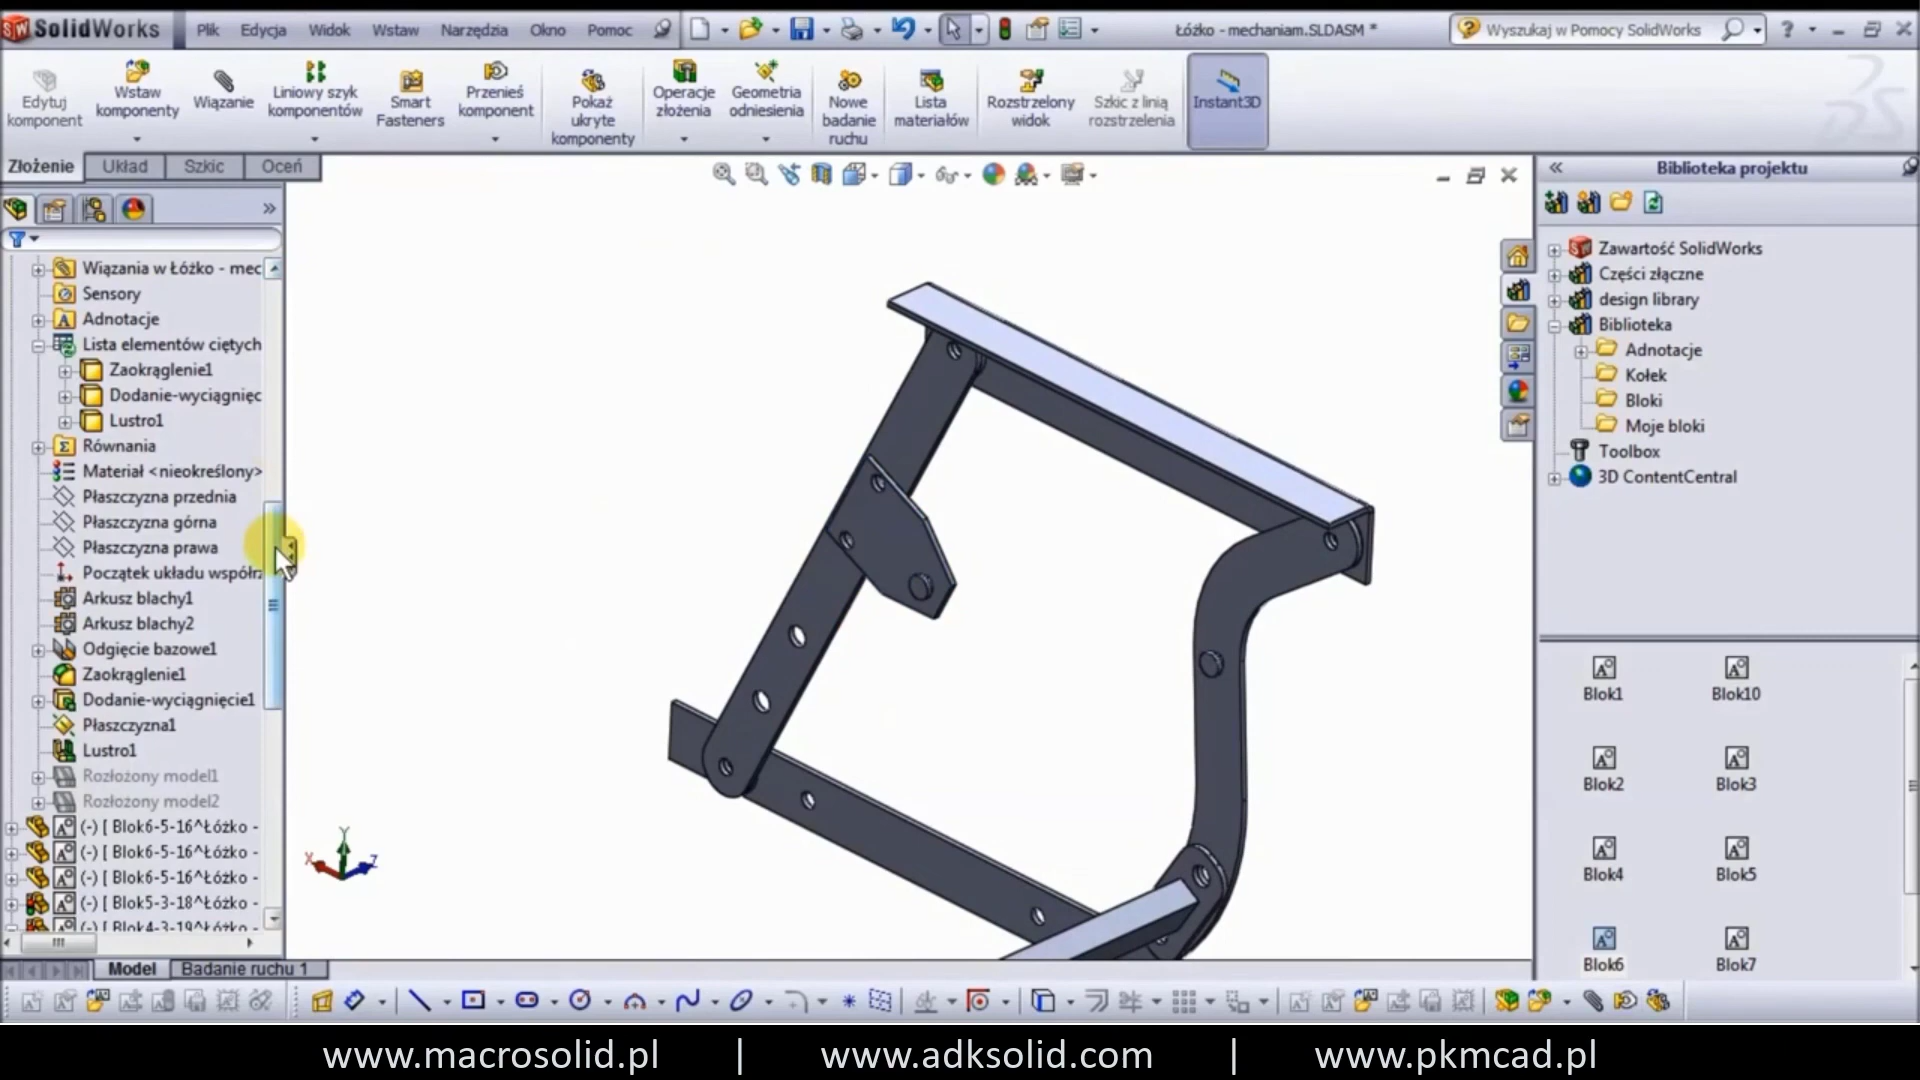 SolidWorks Plik Edycja Widok Wstaw Narzędzia Okno Pomoc Łóżko - mechaniam.SLDASM * Wyszukaj w Pomocy SolidWorks
Edytuj komponent
Wstaw komponenty
Wiązanie
Liniowy szyk komponentów
Smart Fasteners
Przenieś komponent
Pokaż ukryte komponenty
Operacje złożenia
Geometria odniesienia
Nowe badanie ruchu
Lista materiałów
Rozstrzelony widok
Szkic z linią rozstrzelenia
Instant3D
Złożenie Układ Szkic Oceń
Wiązania w Łóżko - mec
Sensory
Adnotacje
Lista elementów ciętych
Zaokrąglenie1
Dodanie-wyciągnięc
Lustro1
Równania
Materiał <nieokreślony>
Płaszczyzna przednia
Płaszczyzna górna
Płaszczyzna prawa
Początek układu współrz
Arkusz blachy1
Arkusz blachy2
Odgięcie bazowe1
Zaokrąglenie1
Dodanie-wyciągnięcie1
Płaszczyzna1
Lustro1
Rozłożony model1
Rozłożony model2
(-) [ Blok6-5-16^Łóżko -
(-) [ Blok6-5-16^Łóżko -
(-) [ Blok6-5-16^Łóżko -
(-) [ Blok5-3-18^Łóżko -
(-) [ Blok4-3-19^Łóżko -
Y
X Z
Model Badanie ruchu 1
Biblioteka projektu
Zawartość SolidWorks
Części złączne
design library
Biblioteka
Adnotacje
Kołek
Bloki
Moje bloki
Toolbox
3D ContentCentral
Blok1 Blok10
Blok2 Blok3
Blok4 Blok5
Blok6 Blok7
www.macrosolid.pl | www.adksolid.com | www.pkmcad.pl